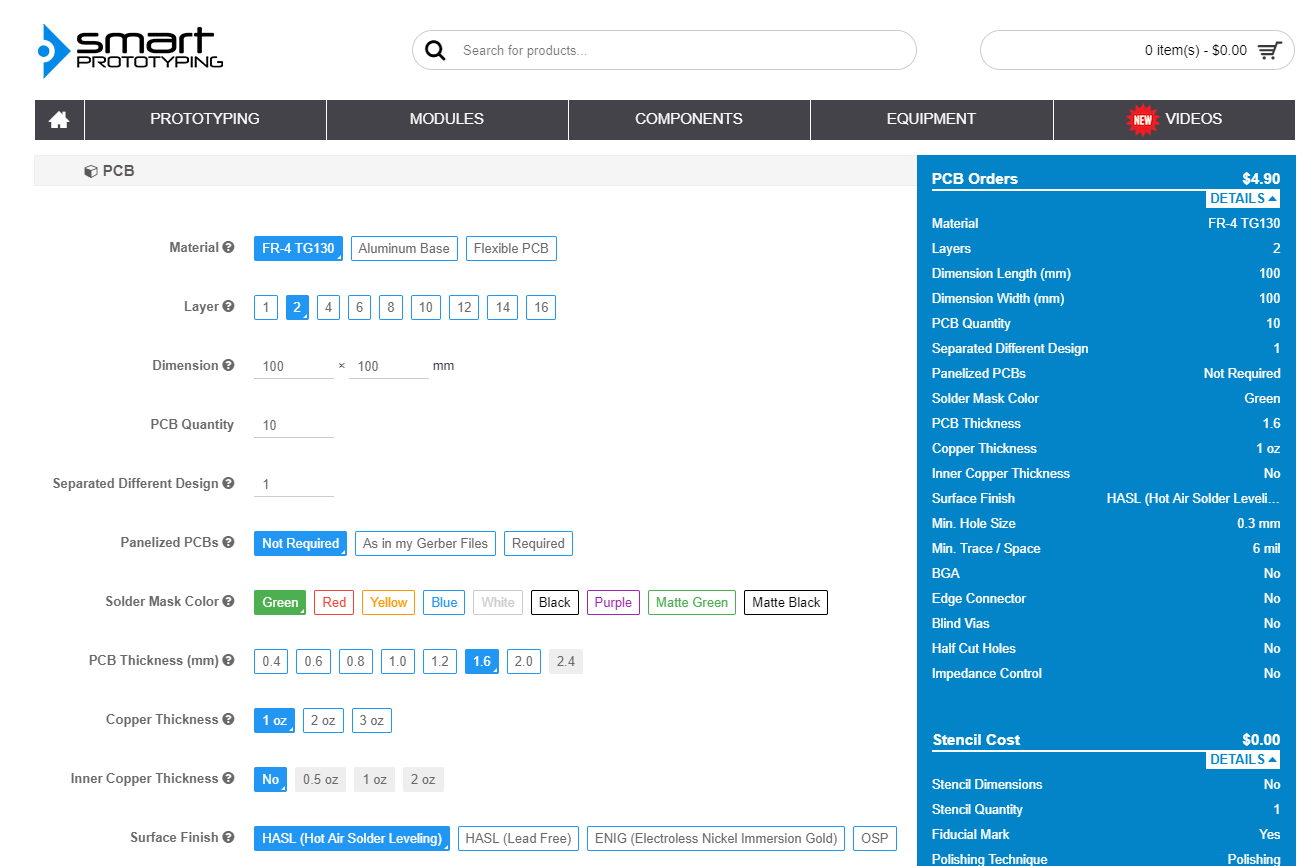 smart
PROTOTYPING
Search for products...
0 item(s) - $0.00
PROTOTYPING
MODULES
COMPONENTS
EQUIPMENT
NEW VIDEOS
PCB
Material FR-4 TG130 Aluminum Base Flexible PCB
Layer 1 2 4 6 8 10 12 14 16
Dimension 100 × 100 mm
PCB Quantity 10
Separated Different Design 1
Panelized PCBs Not Required As in my Gerber Files Required
Solder Mask Color Green Red Yellow Blue White Black Purple Matte Green Matte Black
PCB Thickness (mm) 0.4 0.6 0.8 1.0 1.2 1.6 2.0 2.4
Copper Thickness 1 oz 2 oz 3 oz
Inner Copper Thickness No 0.5 oz 1 oz 2 oz
Surface Finish HASL (Hot Air Solder Leveling) HASL (Lead Free) ENIG (Electroless Nickel Immersion Gold) OSP
PCB Orders $4.90
DETAILS
Material FR-4 TG130
Layers 2
Dimension Length (mm) 100
Dimension Width (mm) 100
PCB Quantity 10
Separated Different Design 1
Panelized PCBs Not Required
Solder Mask Color Green
PCB Thickness 1.6
Copper Thickness 1 oz
Inner Copper Thickness No
Surface Finish HASL (Hot Air Solder Leveli...
Min. Hole Size 0.3 mm
Min. Trace / Space 6 mil
BGA No
Edge Connector No
Blind Vias No
Half Cut Holes No
Impedance Control No
Stencil Cost $0.00
DETAILS
Stencil Dimensions No
Stencil Quantity 1
Fiducial Mark Yes
Polishing Technique Polishing